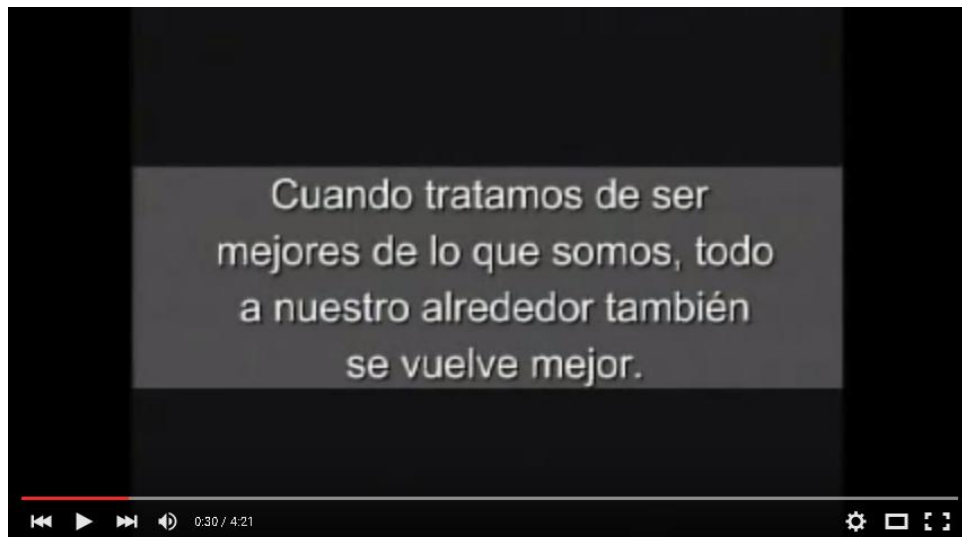 Cuando tratamos de ser
mejores de lo que somos, todo
a nuestro alrededor también
se vuelve mejor.
0:30 / 4:21